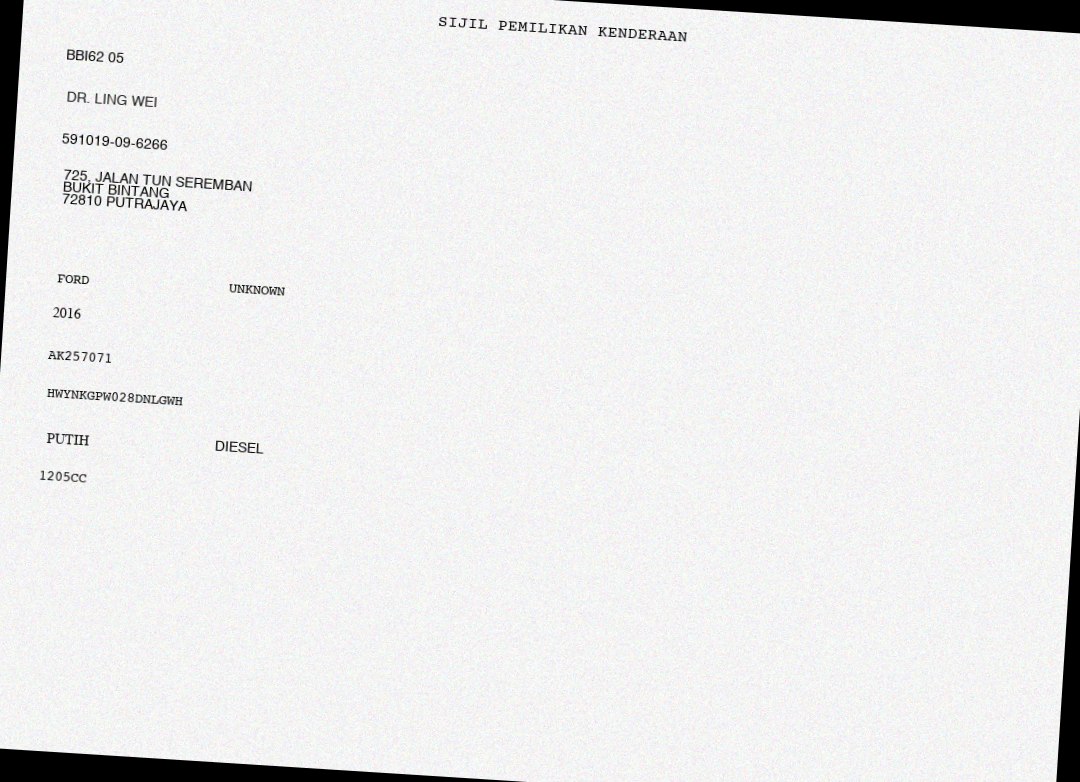 SIJIL PEMILIKAN KENDERAAN
BBI62 05
DR. LING WEI
591019-09-6266
725, JALAN TUN SEREMBAN
BUKIT BINTANG
72810 PUTRAJAYA
FORD UNKNOWN
2016
AK257071
HWYNKGPW028DNLGWH
PUTIH DIESEL
1205CC